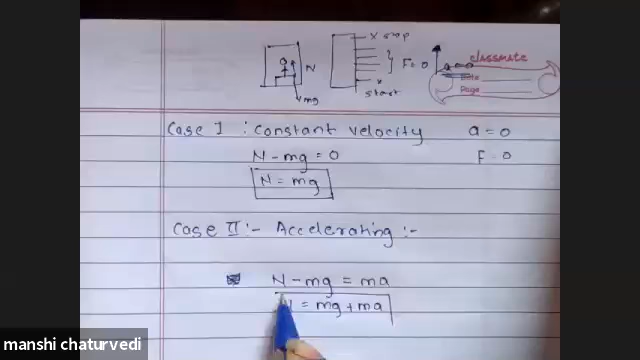 x stop
N
F = 0
mg
x
start
classmate
Date
Page
Case I : Constant velocity a = 0
N - mg = 0 F = 0
N = mg
Case II :- Accelerating :-
N - mg = ma
= mg + ma
manshi chaturvedi